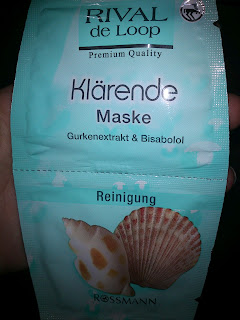 RIVAL
de Loop
Premium Quality
Klärende
Maske
Gurkenextrakt & Bisabolol
Reinigung
ROSSMANN